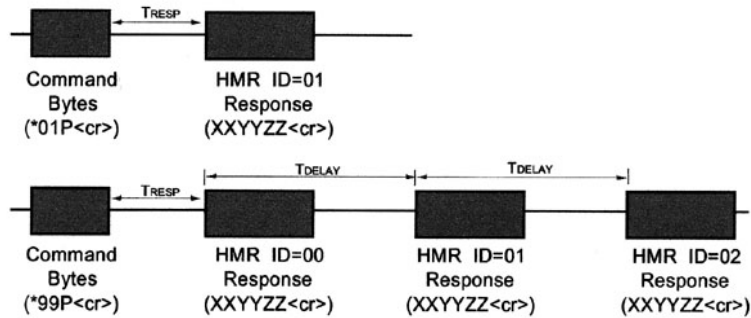 TRESP
Command HMR ID=01
Bytes Response
(*01P<cr>) (XXYYZZ<cr>)
TDELAY TDELAY
TRESP
Command HMR ID=00 HMR ID=01 HMR ID=02
Bytes Response Response Response
(*99P<cr>) (XXYYZZ<cr>) (XXYYZZ<cr>) (XXYYZZ<cr>)